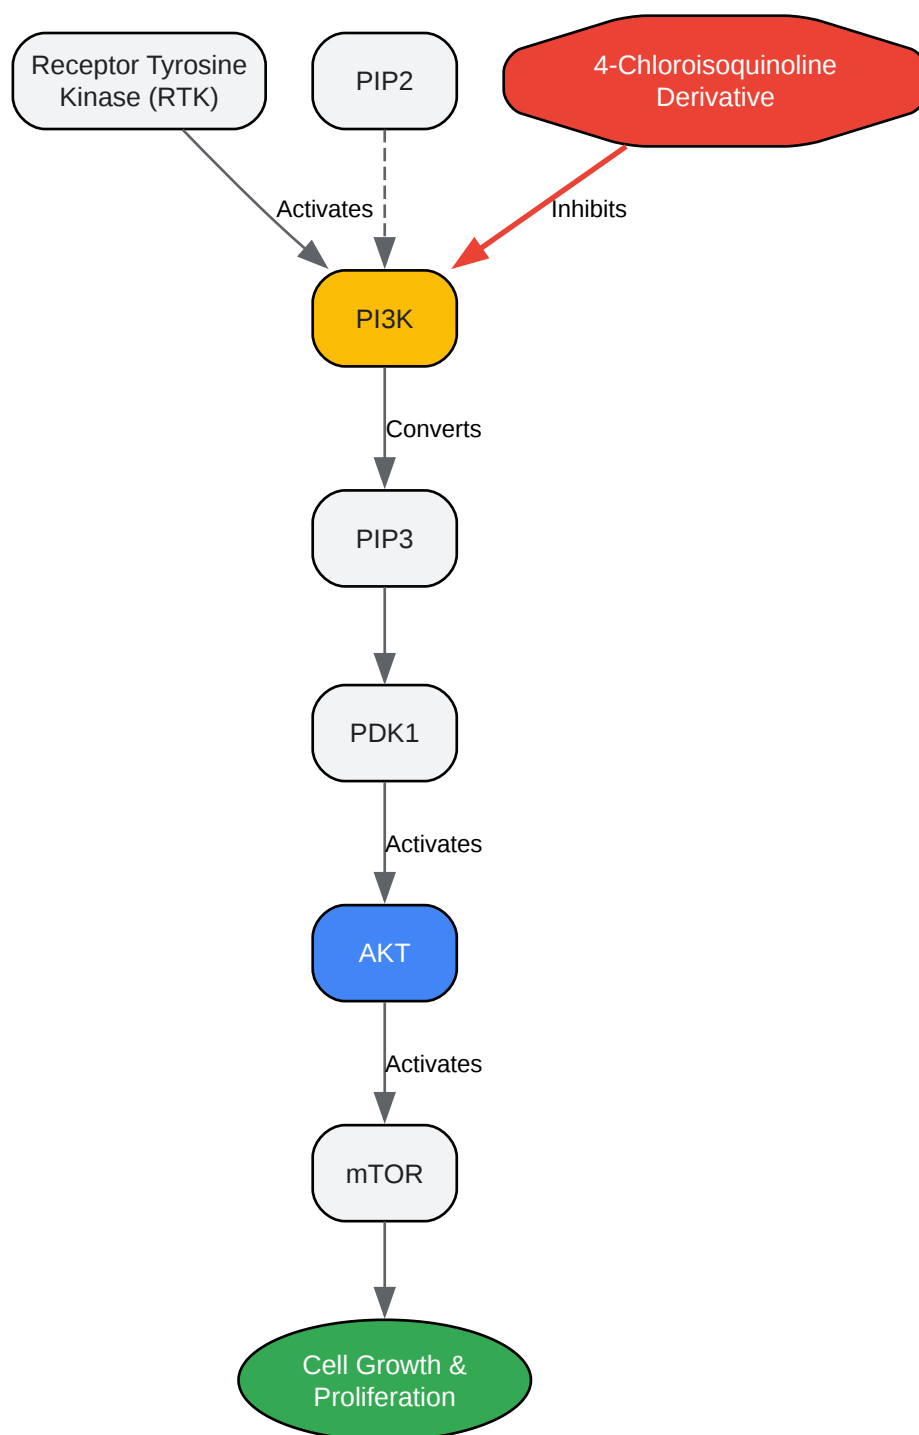 Receptor Tyrosine
Kinase (RTK)
PIP2
4-Chloroisoquinoline
Derivative
Activates
Inhibits
PI3K
Converts
PIP3
PDK1
Activates
AKT
Activates
mTOR
Cell Growth &
Proliferation